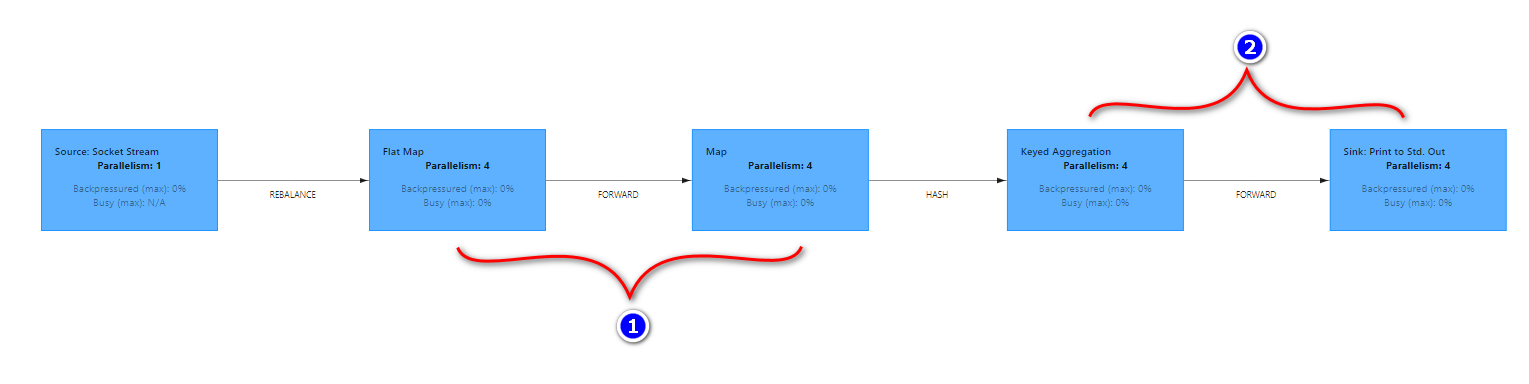 2
Source: Socket Stream
Parallelism: 1
Backpressured (max): 0%
Busy (max): N/A
REBALANCE
Flat Map
Parallelism: 4
Backpressured (max): 0%
Busy (max): 0%
FORWARD
Map
Parallelism: 4
Backpressured (max): 0%
Busy (max): 0%
HASH
Keyed Aggregation
Parallelism: 4
Backpressured (max): 0%
Busy (max): 0%
FORWARD
Sink: Print to Std. Out
Parallelism: 4
Backpressured (max): 0%
Busy (max): 0%
1